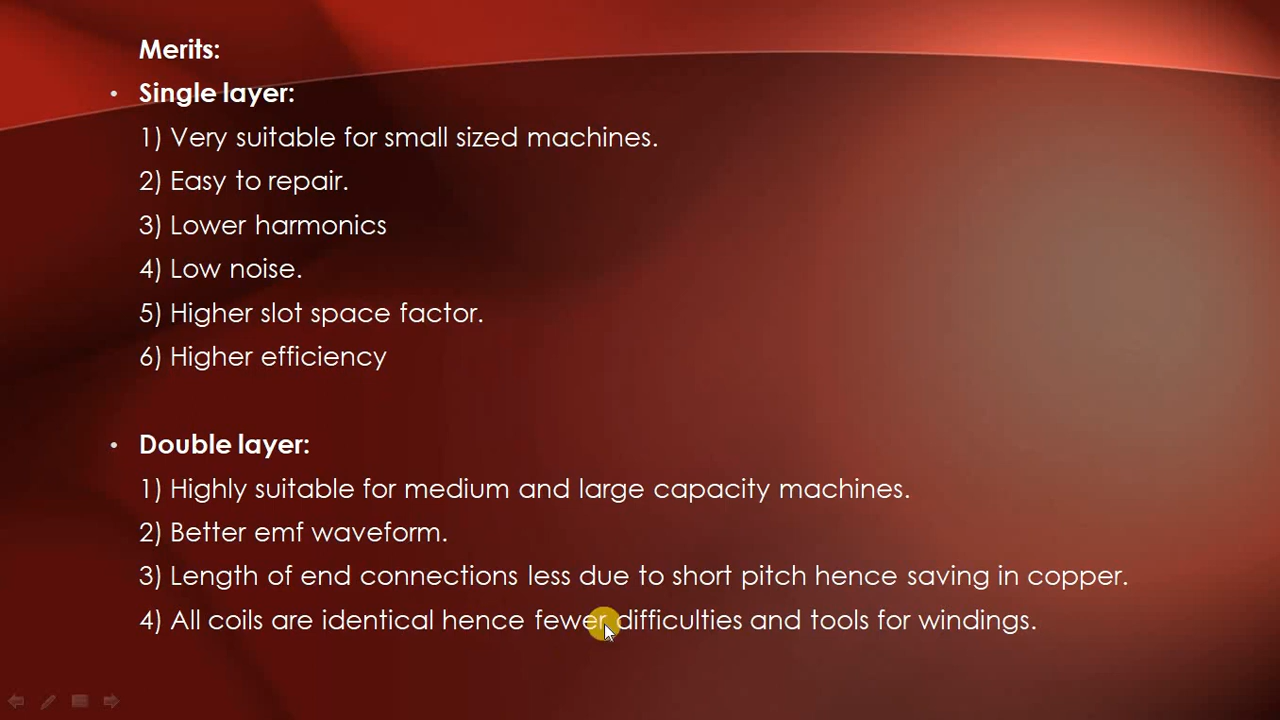 Merits:
• Single layer:
1) Very suitable for small sized machines.
2) Easy to repair.
3) Lower harmonics
4) Low noise.
5) Higher slot space factor.
6) Higher efficiency
• Double layer:
1) Highly suitable for medium and large capacity machines.
2) Better emf waveform.
3) Length of end connections less due to short pitch hence saving in copper.
4) All coils are identical hence fewer difficulties and tools for windings.